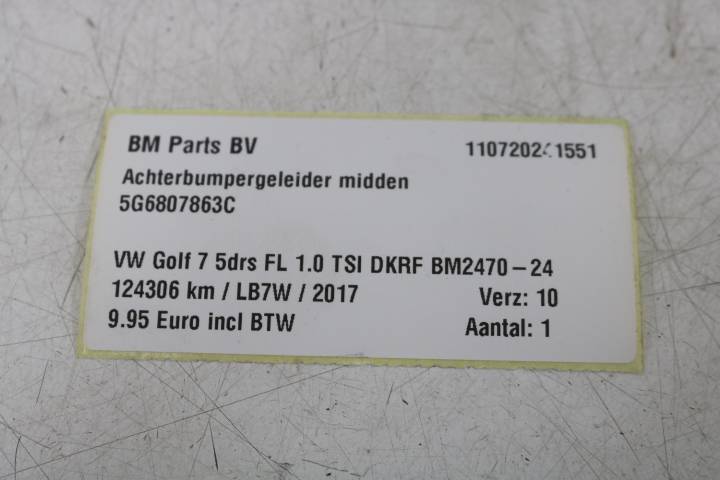 BM Parts BV
Achterbumpergeleider midden
5G6807863C
VW Golf 7 5drs FL 1.0 TSI DKRF BM2470-24
124306 km / LB7W / 2017 Verz: 10
9.95 Euro incl BTW Aantal: 1